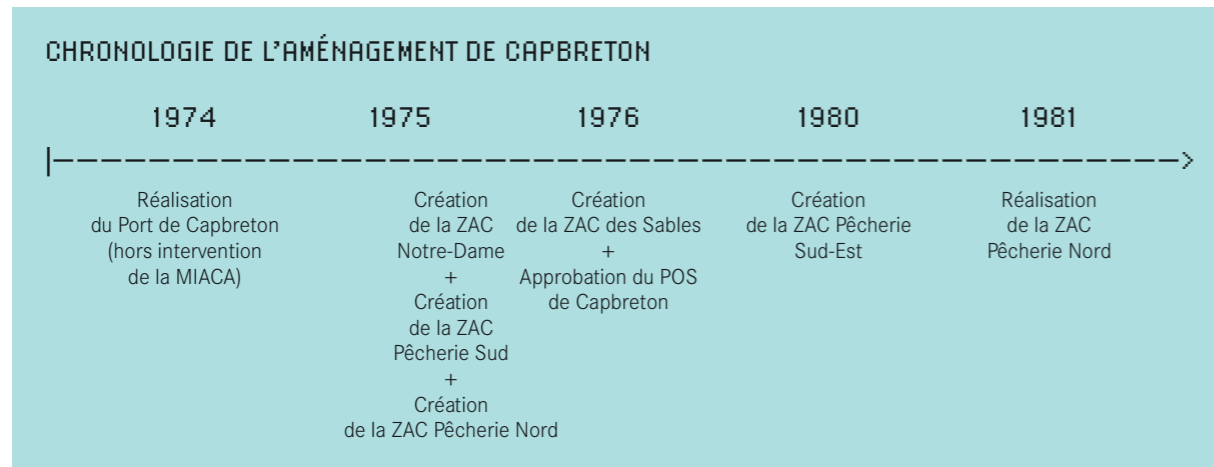 CHRONOLOGIE DE L'AMÉNAGEMENT DE CAPBRETON
1974
Réalisation
du Port de Capbreton
(hors intervention
de la MIACA)
1975
Création
de la ZAC
Notre-Dame
+
Création
de la ZAC
Pêcherie Sud
+
Création
de la ZAC Pêcherie Nord
1976
Création
de la ZAC des Sables
+
Approbation du POS
de Capbreton
1980
Création
de la ZAC Pêcherie
Sud-Est
1981
Réalisation
de la ZAC
Pêcherie Nord